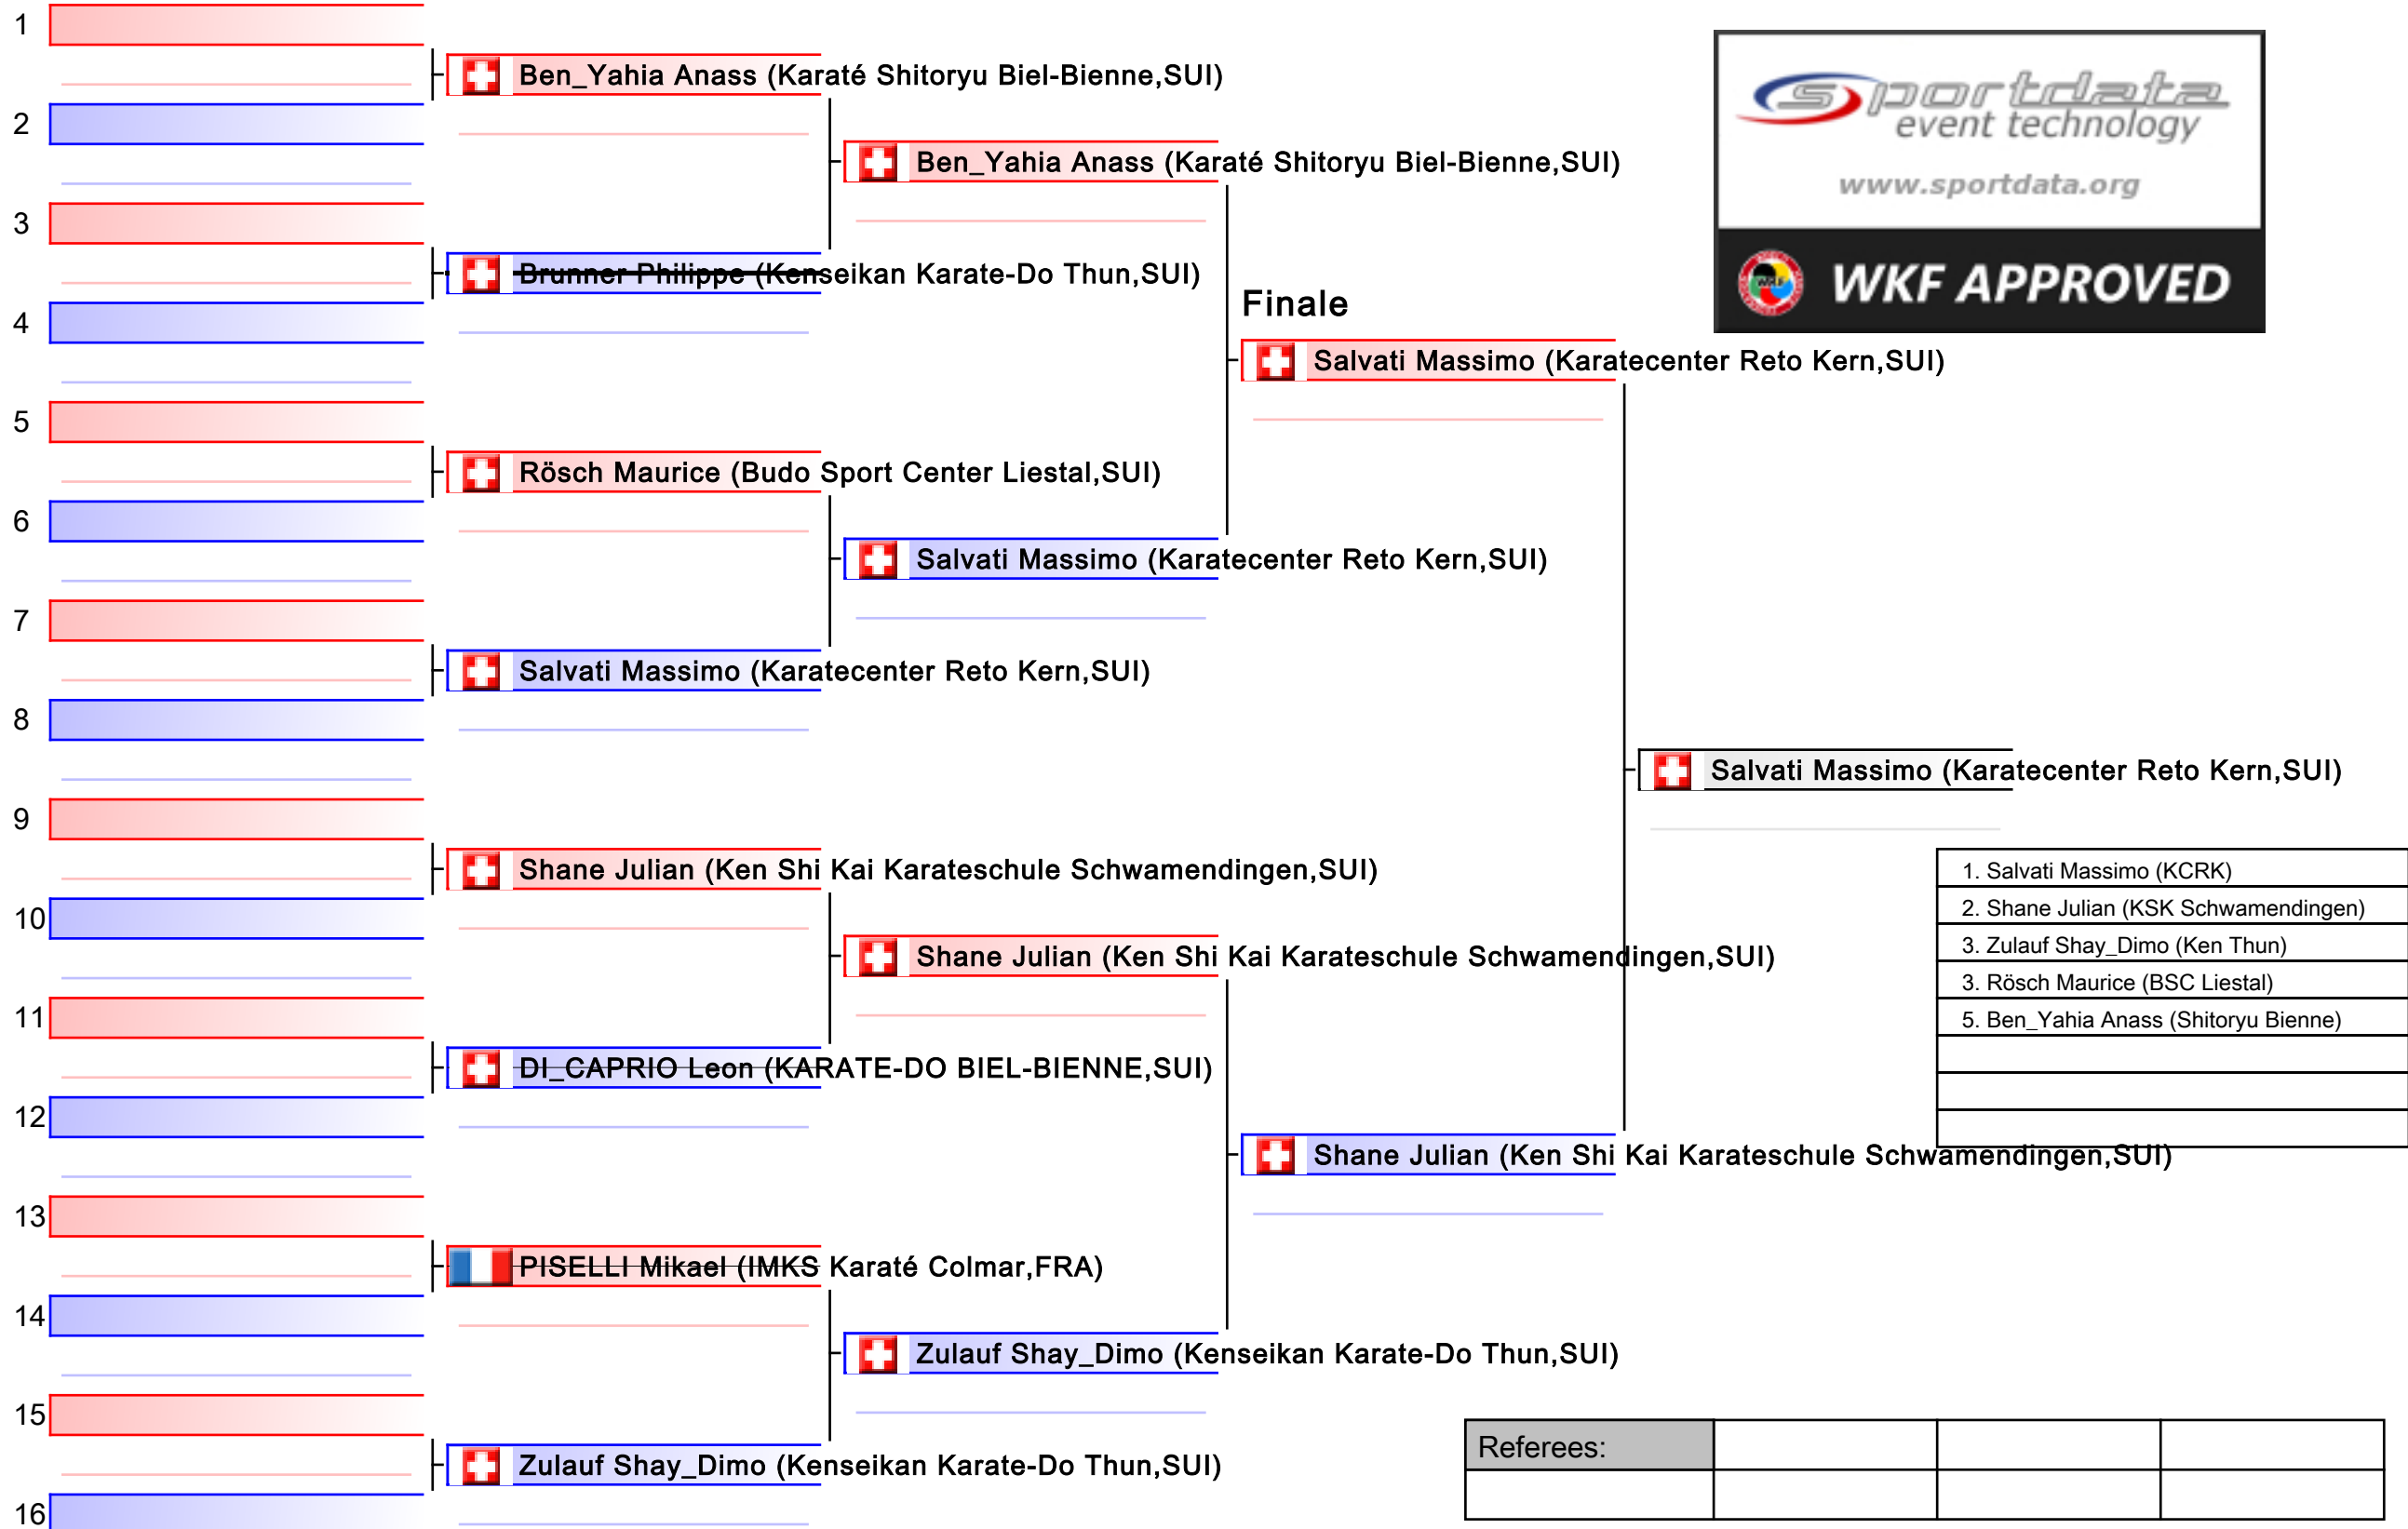 1
Ben_Yahia Anass (Karaté Shitoryu Biel-Bienne,SUI)
2
Ben_Yahia Anass (Karaté Shitoryu Biel-Bienne,SUI)
sportdata
event technology
www.sportdata.org
WKF
WKF APPROVED
3
Brunner Philippe (Kenseikan Karate-Do Thun,SUI)
Finale
4
Salvati Massimo (Karatecenter Reto Kern,SUI)
5
Rösch Maurice (Budo Sport Center Liestal,SUI)
6
Salvati Massimo (Karatecenter Reto Kern,SUI)
7
Salvati Massimo (Karatecenter Reto Kern,SUI)
8
Salvati Massimo (Karatecenter Reto Kern,SUI)
9
Shane Julian (Ken Shi Kai Karateschule Schwamendingen,SUI)
1. Salvati Massimo (KCRK)
2. Shane Julian (KSK Schwamendingen)
3. Zulauf Shay_Dimo (Ken Thun)
3. Rösch Maurice (BSC Liestal)
5. Ben_Yahia Anass (Shitoryu Bienne)
10
Shane Julian (Ken Shi Kai Karateschule Schwamendingen,SUI)
11
DI_CAPRIO Leon (KARATE-DO BIEL-BIENNE,SUI)
12
Shane Julian (Ken Shi Kai Karateschule Schwamendingen,SUI)
13
PISELLI Mikael (IMKS Karaté Colmar,FRA)
14
Zulauf Shay_Dimo (Kenseikan Karate-Do Thun,SUI)
15
Zulauf Shay_Dimo (Kenseikan Karate-Do Thun,SUI)
Referees:
16